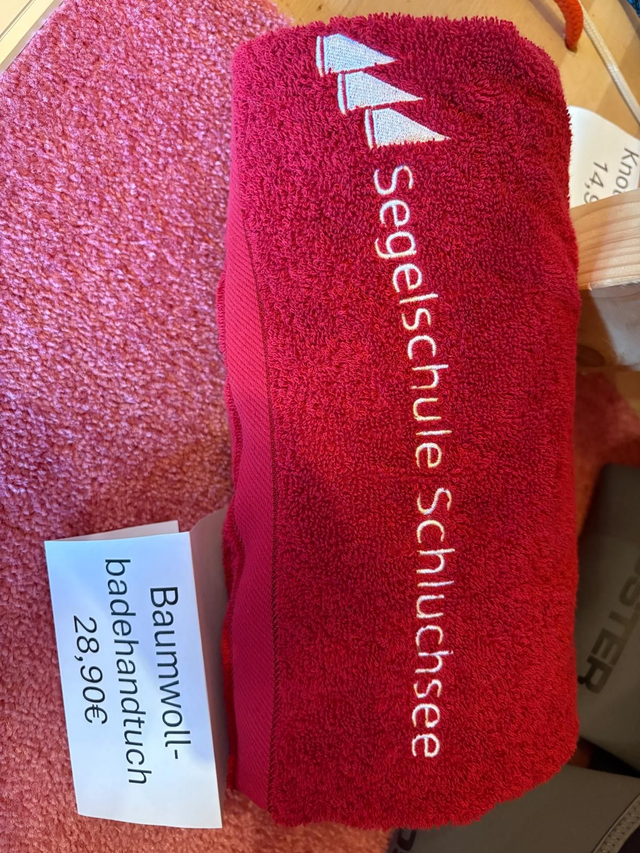 Segelschule Schluchsee
Baumwoll-
badehandtuch
28,90€